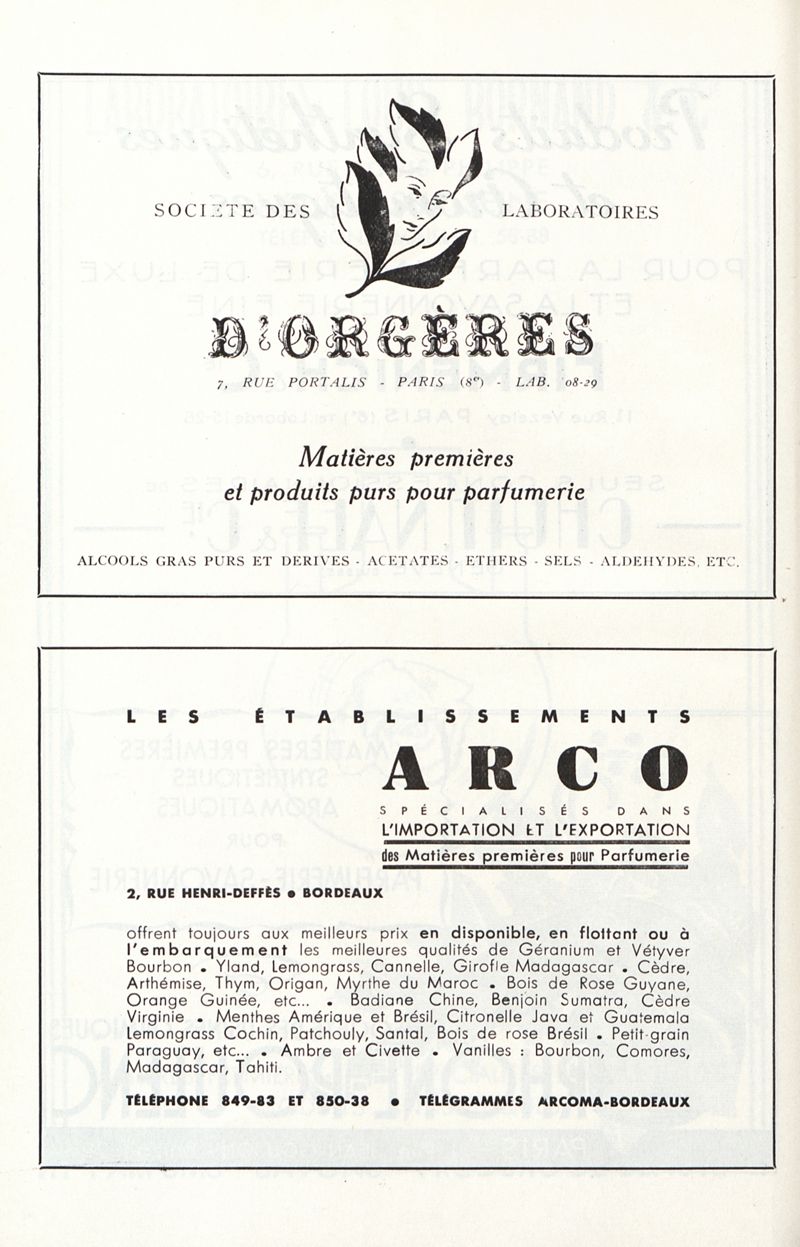 SOCIETE DES LABORATOIRES
D'ORGÈRES
7, RUE PORTALIS - PARIS (8e) - LAB. 08-29
Matières premières
et produits purs pour parfumerie
ALCOOLS GRAS PURS ET DERIVES - ACETATES - ETHERS - SELS - ALDEHYDES, ETC.
LES ÉTABLISSEMENTS
ARCO
SPÉCIALISÉS DANS
L'IMPORTATION ET L'EXPORTATION
des Matières premières pour Parfumerie
2, RUE HENRI-DEFFÈS • BORDEAUX
offrent toujours aux meilleurs prix en disponible, en flottant ou à
l'embarquement les meilleures qualités de Géranium et Vétyver
Bourbon • Yland, Lemongrass, Cannelle, Girofle Madagascar • Cèdre,
Arthémise, Thym, Origan, Myrthe du Maroc • Bois de Rose Guyane,
Orange Guinée, etc... • Badiane Chine, Benjoin Sumatra, Cèdre
Virginie • Menthes Amérique et Brésil, Citronelle Java et Guatemala
Lemongrass Cochin, Patchouly, Santal, Bois de rose Brésil • Petit-grain
Paraguay, etc... • Ambre et Civette • Vanilles : Bourbon, Comores,
Madagascar, Tahiti.
TÉLÉPHONE 849-83 ET 850-38 • TÉLÉGRAMMES ARCOMA-BORDEAUX